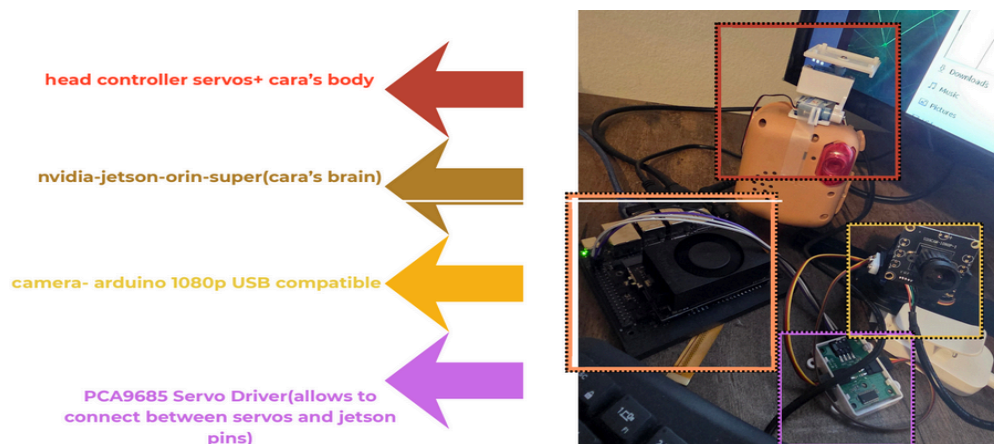 head controller servos+ cara's body
nvidia-jetson-orin-super(cara's brain)
camera- arduino 1080p USB compatible
PCA9685 Servo Driver(allows to
connect between servos and jetson
pins)
Downloads
Music
Pictures